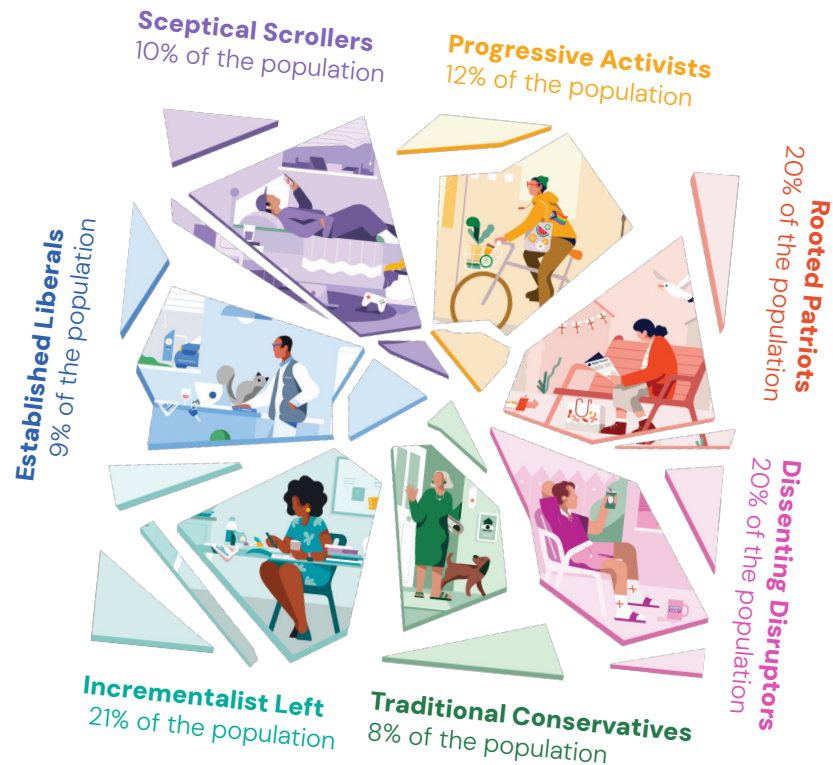 Sceptical Scrollers
10% of the population
Progressive Activists
12% of the population
Rooted Patriots
20% of the population
Dissenting Disruptors
20% of the population
Traditional Conservatives
8% of the population
Incrementalist Left
21% of the population
Established Liberals
9% of the population